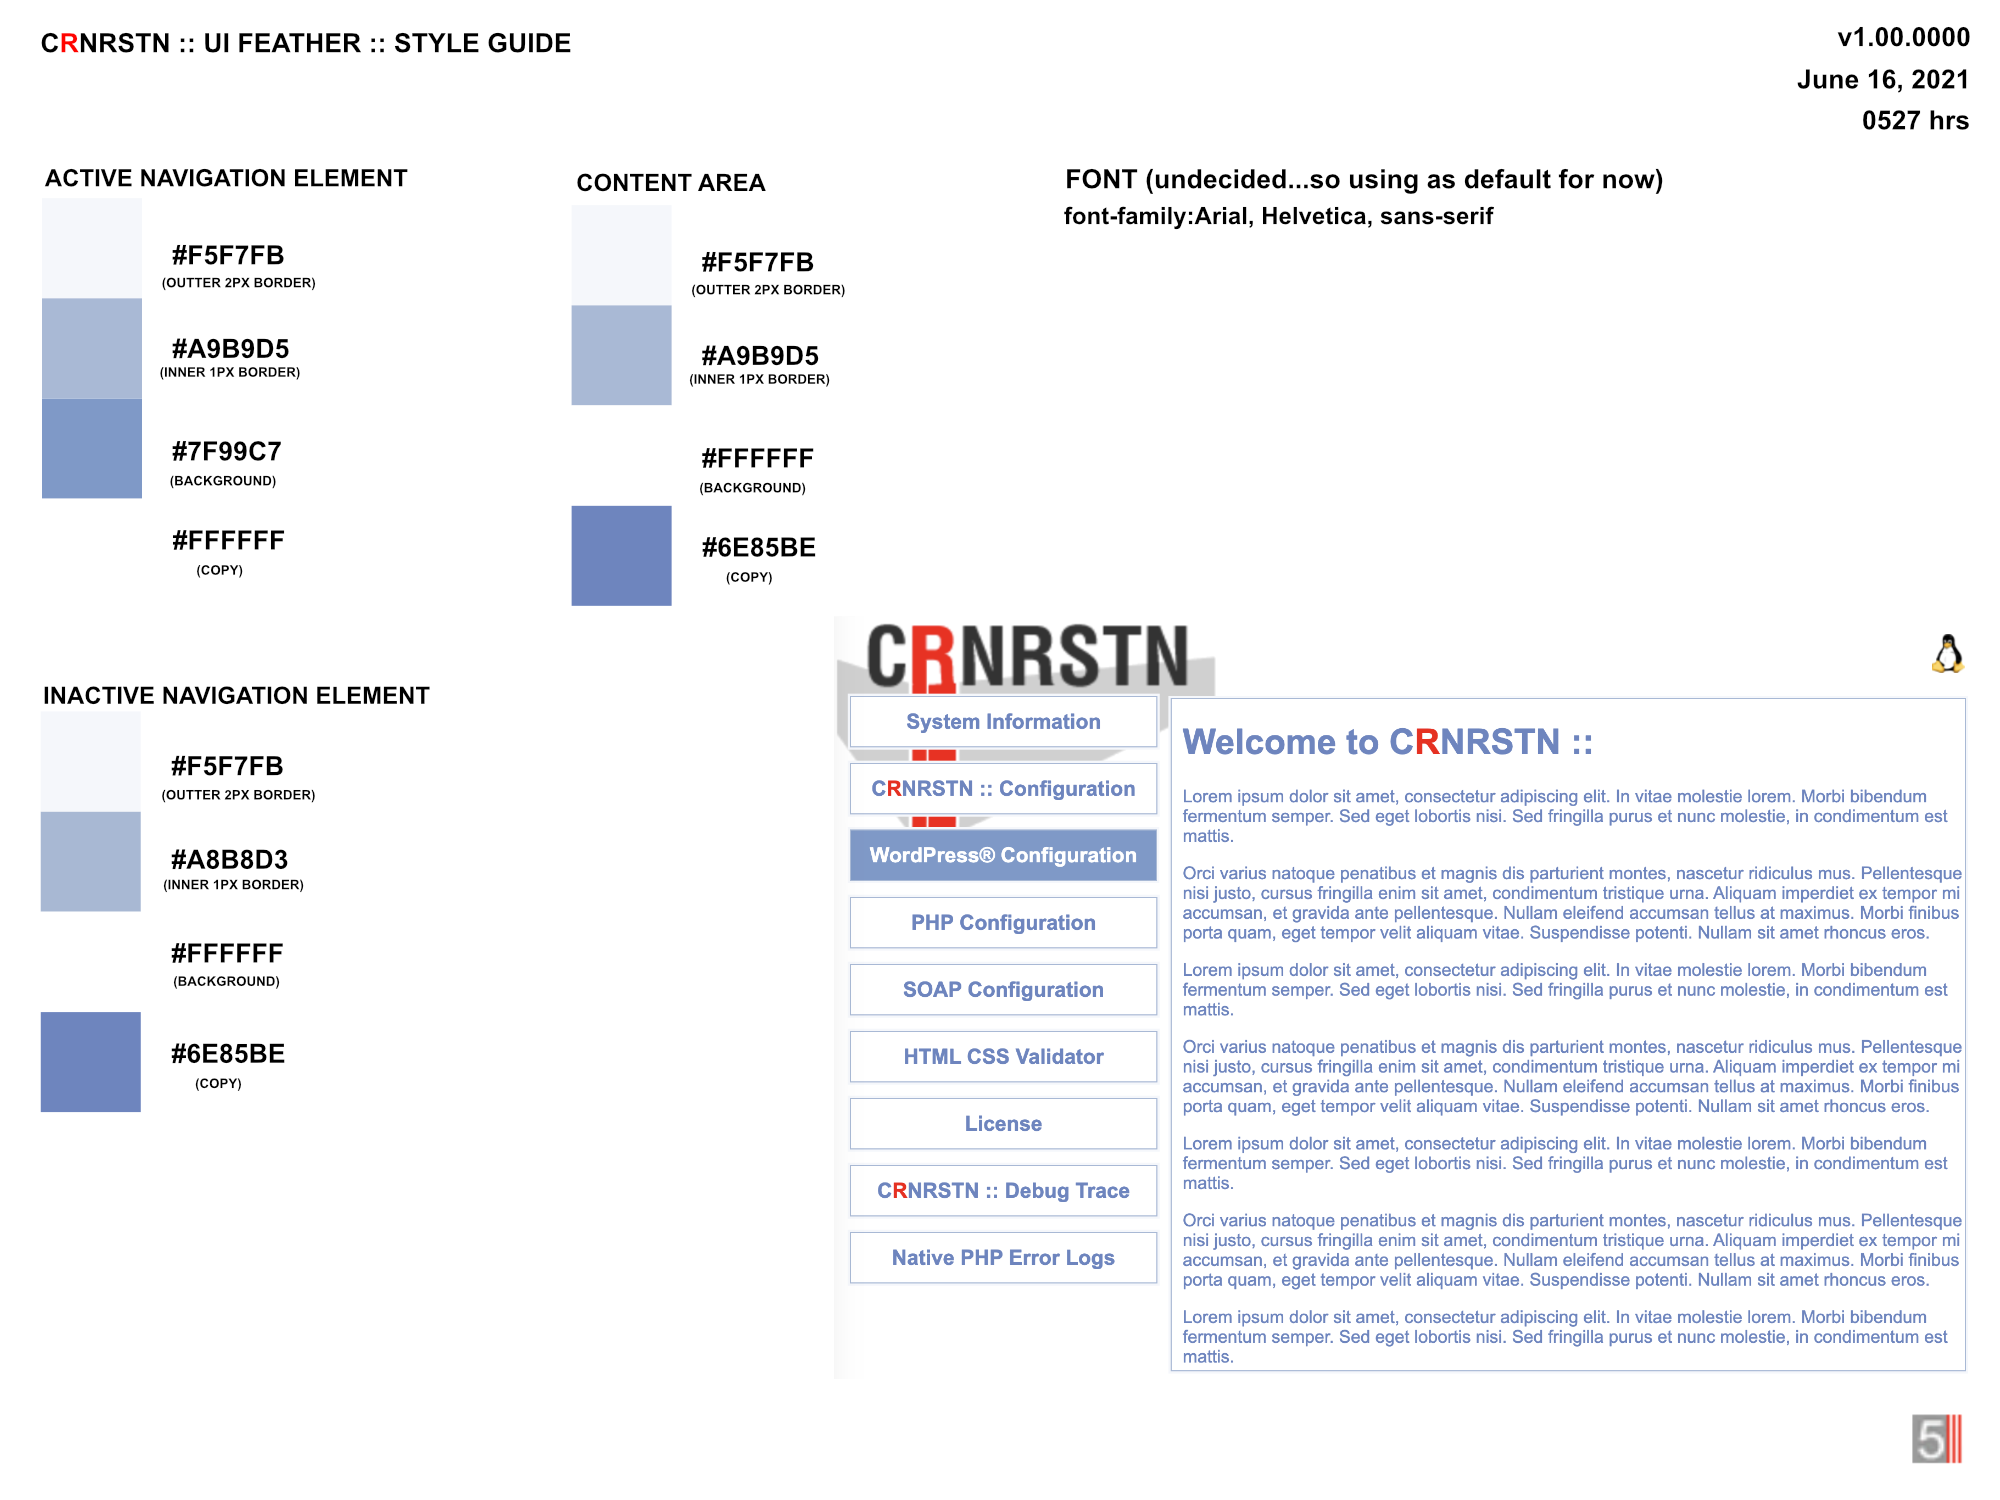 CRNRSTN :: UI FEATHER :: STYLE GUIDE
v1.00.0000
June 16, 2021
0527 hrs
ACTIVE NAVIGATION ELEMENT
#F5F7FB
(OUTTER 2PX BORDER)
#A9B9D5
(INNER 1PX BORDER)
#7F99C7
(BACKGROUND)
#FFFFFF
(COPY)
CONTENT AREA
#F5F7FB
(OUTTER 2PX BORDER)
#A9B9D5
(INNER 1PX BORDER)
#FFFFFF
(BACKGROUND)
#6E85BE
(COPY)
FONT (undecided...so using as default for now)
font-family:Arial, Helvetica, sans-serif
INACTIVE NAVIGATION ELEMENT
#F5F7FB
(OUTTER 2PX BORDER)
#A8B8D3
(INNER 1PX BORDER)
#FFFFFF
(BACKGROUND)
#6E85BE
(COPY)
CRNRSTN
System Information
CRNRSTN :: Configuration
WordPress® Configuration
PHP Configuration
SOAP Configuration
HTML CSS Validator
License
CRNRSTN :: Debug Trace
Native PHP Error Logs
Welcome to CRNRSTN ::
Lorem ipsum dolor sit amet, consectetur adipiscing elit. In vitae molestie lorem. Morbi bibendum
fermentum semper. Sed eget lobortis nisi. Sed fringilla purus et nunc molestie, in condimentum est
mattis.
Orci varius natoque penatibus et magnis dis parturient montes, nascetur ridiculus mus. Pellentesque
nisi justo, cursus fringilla enim sit amet, condimentum tristique urna. Aliquam imperdiet ex tempor mi
accumsan, et gravida ante pellentesque. Nullam eleifend accumsan tellus at maximus. Morbi finibus
porta quam, eget tempor velit aliquam vitae. Suspendisse potenti. Nullam sit amet rhoncus eros.
Lorem ipsum dolor sit amet, consectetur adipiscing elit. In vitae molestie lorem. Morbi bibendum
fermentum semper. Sed eget lobortis nisi. Sed fringilla purus et nunc molestie, in condimentum est
mattis.
Orci varius natoque penatibus et magnis dis parturient montes, nascetur ridiculus mus. Pellentesque
nisi justo, cursus fringilla enim sit amet, condimentum tristique urna. Aliquam imperdiet ex tempor mi
accumsan, et gravida ante pellentesque. Nullam eleifend accumsan tellus at maximus. Morbi finibus
porta quam, eget tempor velit aliquam vitae. Suspendisse potenti. Nullam sit amet rhoncus eros.
Lorem ipsum dolor sit amet, consectetur adipiscing elit. In vitae molestie lorem. Morbi bibendum
fermentum semper. Sed eget lobortis nisi. Sed fringilla purus et nunc molestie, in condimentum est
mattis.
Orci varius natoque penatibus et magnis dis parturient montes, nascetur ridiculus mus. Pellentesque
nisi justo, cursus fringilla enim sit amet, condimentum tristique urna. Aliquam imperdiet ex tempor mi
accumsan, et gravida ante pellentesque. Nullam eleifend accumsan tellus at maximus. Morbi finibus
porta quam, eget tempor velit aliquam vitae. Suspendisse potenti. Nullam sit amet rhoncus eros.
Lorem ipsum dolor sit amet, consectetur adipiscing elit. In vitae molestie lorem. Morbi bibendum
fermentum semper. Sed eget lobortis nisi. Sed fringilla purus et nunc molestie, in condimentum est
mattis.
5